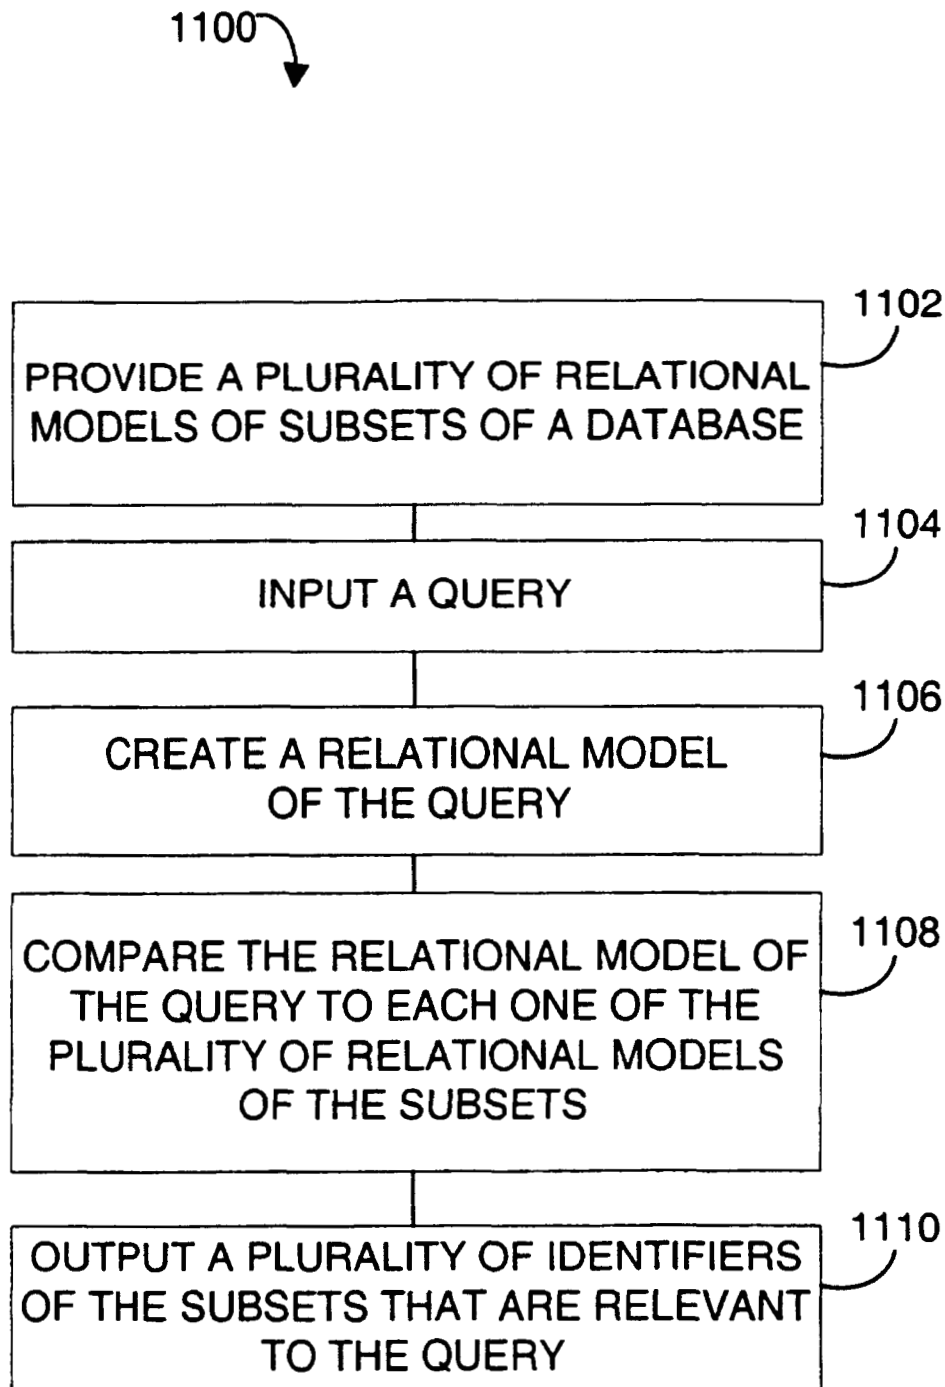 1100
1102
PROVIDE A PLURALITY OF RELATIONAL
MODELS OF SUBSETS OF A DATABASE
1104
INPUT A QUERY
1106
CREATE A RELATIONAL MODEL
OF THE QUERY
1108
COMPARE THE RELATIONAL MODEL OF
THE QUERY TO EACH ONE OF THE
PLURALITY OF RELATIONAL MODELS
OF THE SUBSETS
1110
OUTPUT A PLURALITY OF IDENTIFIERS
OF THE SUBSETS THAT ARE RELEVANT
TO THE QUERY